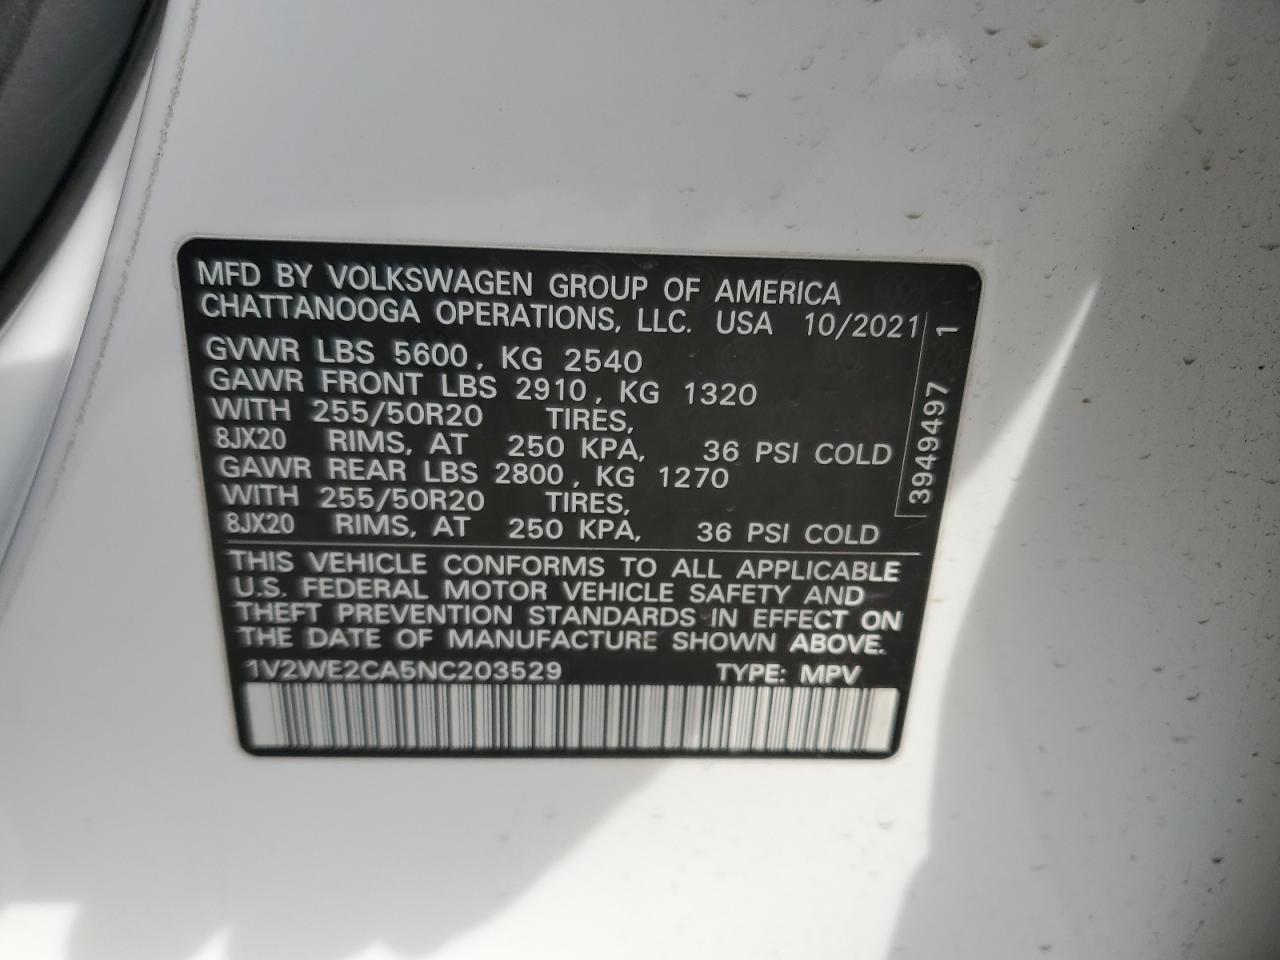 MFD BY VOLKSWAGEN GROUP OF AMERICA
CHATTANOOGA OPERATIONS, LLC. USA 10/2021
GVWR LBS 5600, KG 2540
GAWR FRONT LBS 2910, KG 1320
WITH 255/50R20 TIRES,
8JX20 RIMS, AT 250 KPA, 36 PSI COLD
GAWR REAR LBS 2800, KG 1270
WITH 255/50R20 TIRES,
8JX20 RIMS, AT 250 KPA, 36 PSI COLD
THIS VEHICLE CONFORMS TO ALL APPLICABLE
U.S. FEDERAL MOTOR VEHICLE SAFETY AND
THEFT PREVENTION STANDARDS IN EFFECT ON
THE DATE OF MANUFACTURE SHOWN ABOVE.
1V2WE2CA5NC203529 TYPE: MPV
3949497 1